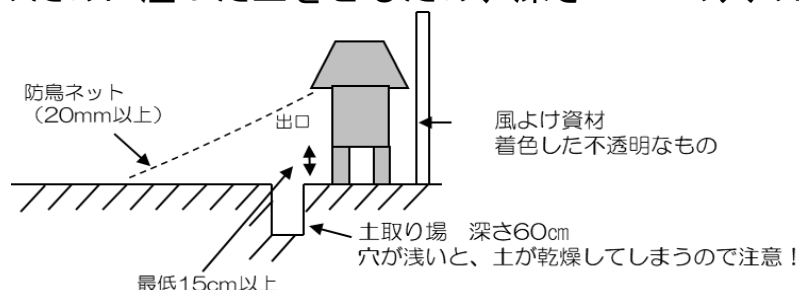 防鳥ネット
（20mm以上）
出口
風よけ資材
着色した不透明なもの
土取り場　深さ60㎝
穴が浅いと、土が乾燥してしまうので注意！
最低15cm以上